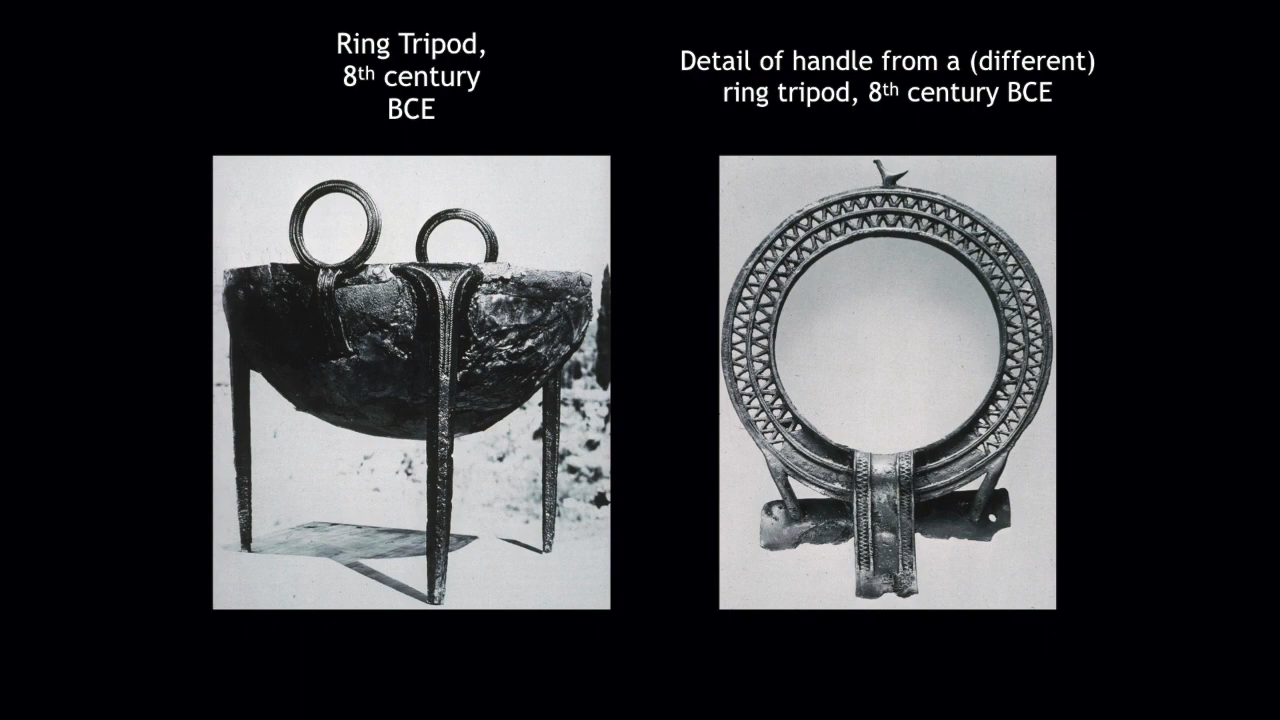 Ring Tripod,
8th century
BCE
Detail of handle from a (different)
ring tripod, 8th century BCE